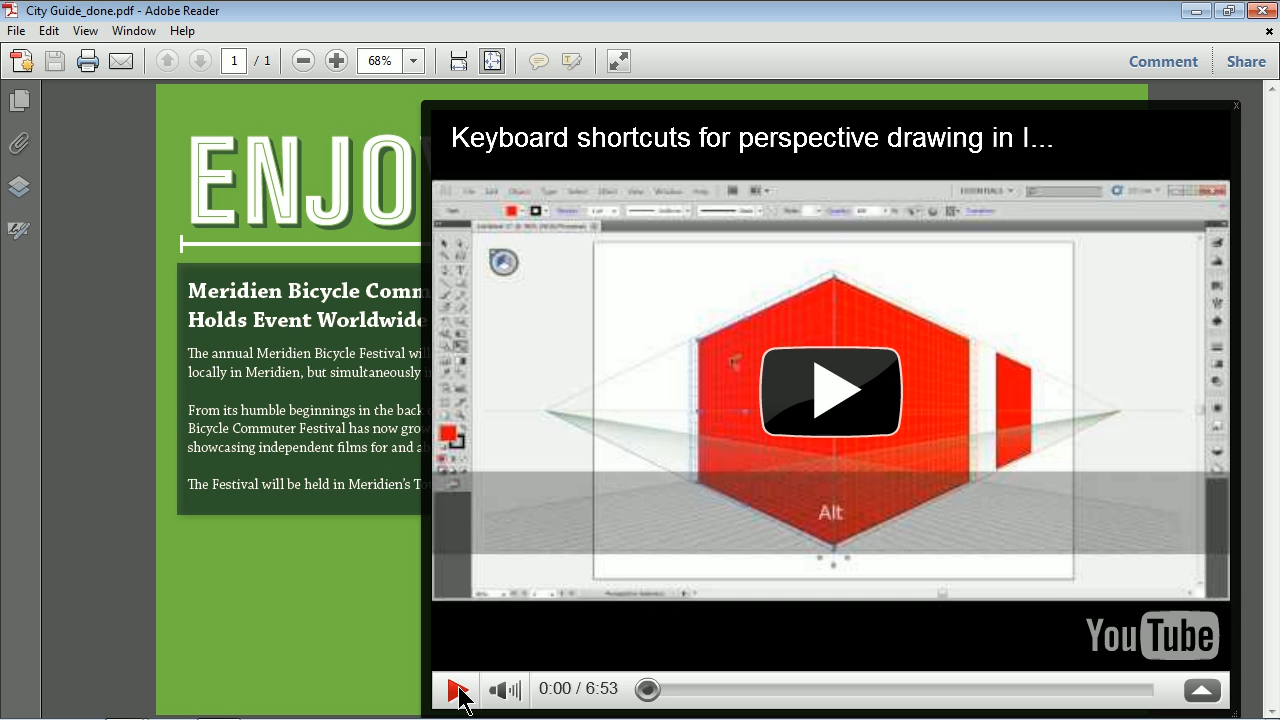 City Guide_done.pdf - Adobe Reader
File Edit View Window Help
1 / 1 68% Comment Share
ENJO
Keyboard shortcuts for perspective drawing in I...
Meridien Bicycle Comm
Holds Event Worldwide
The annual Meridien Bicycle Festival wil
locally in Meridien, but simultaneously
From its humble beginnings in the back
Bicycle Commuter Festival has now grow
showcasing independent films for and ab
The Festival will be held in Meridien's To
Alt
YouTube
0:00 / 6:53